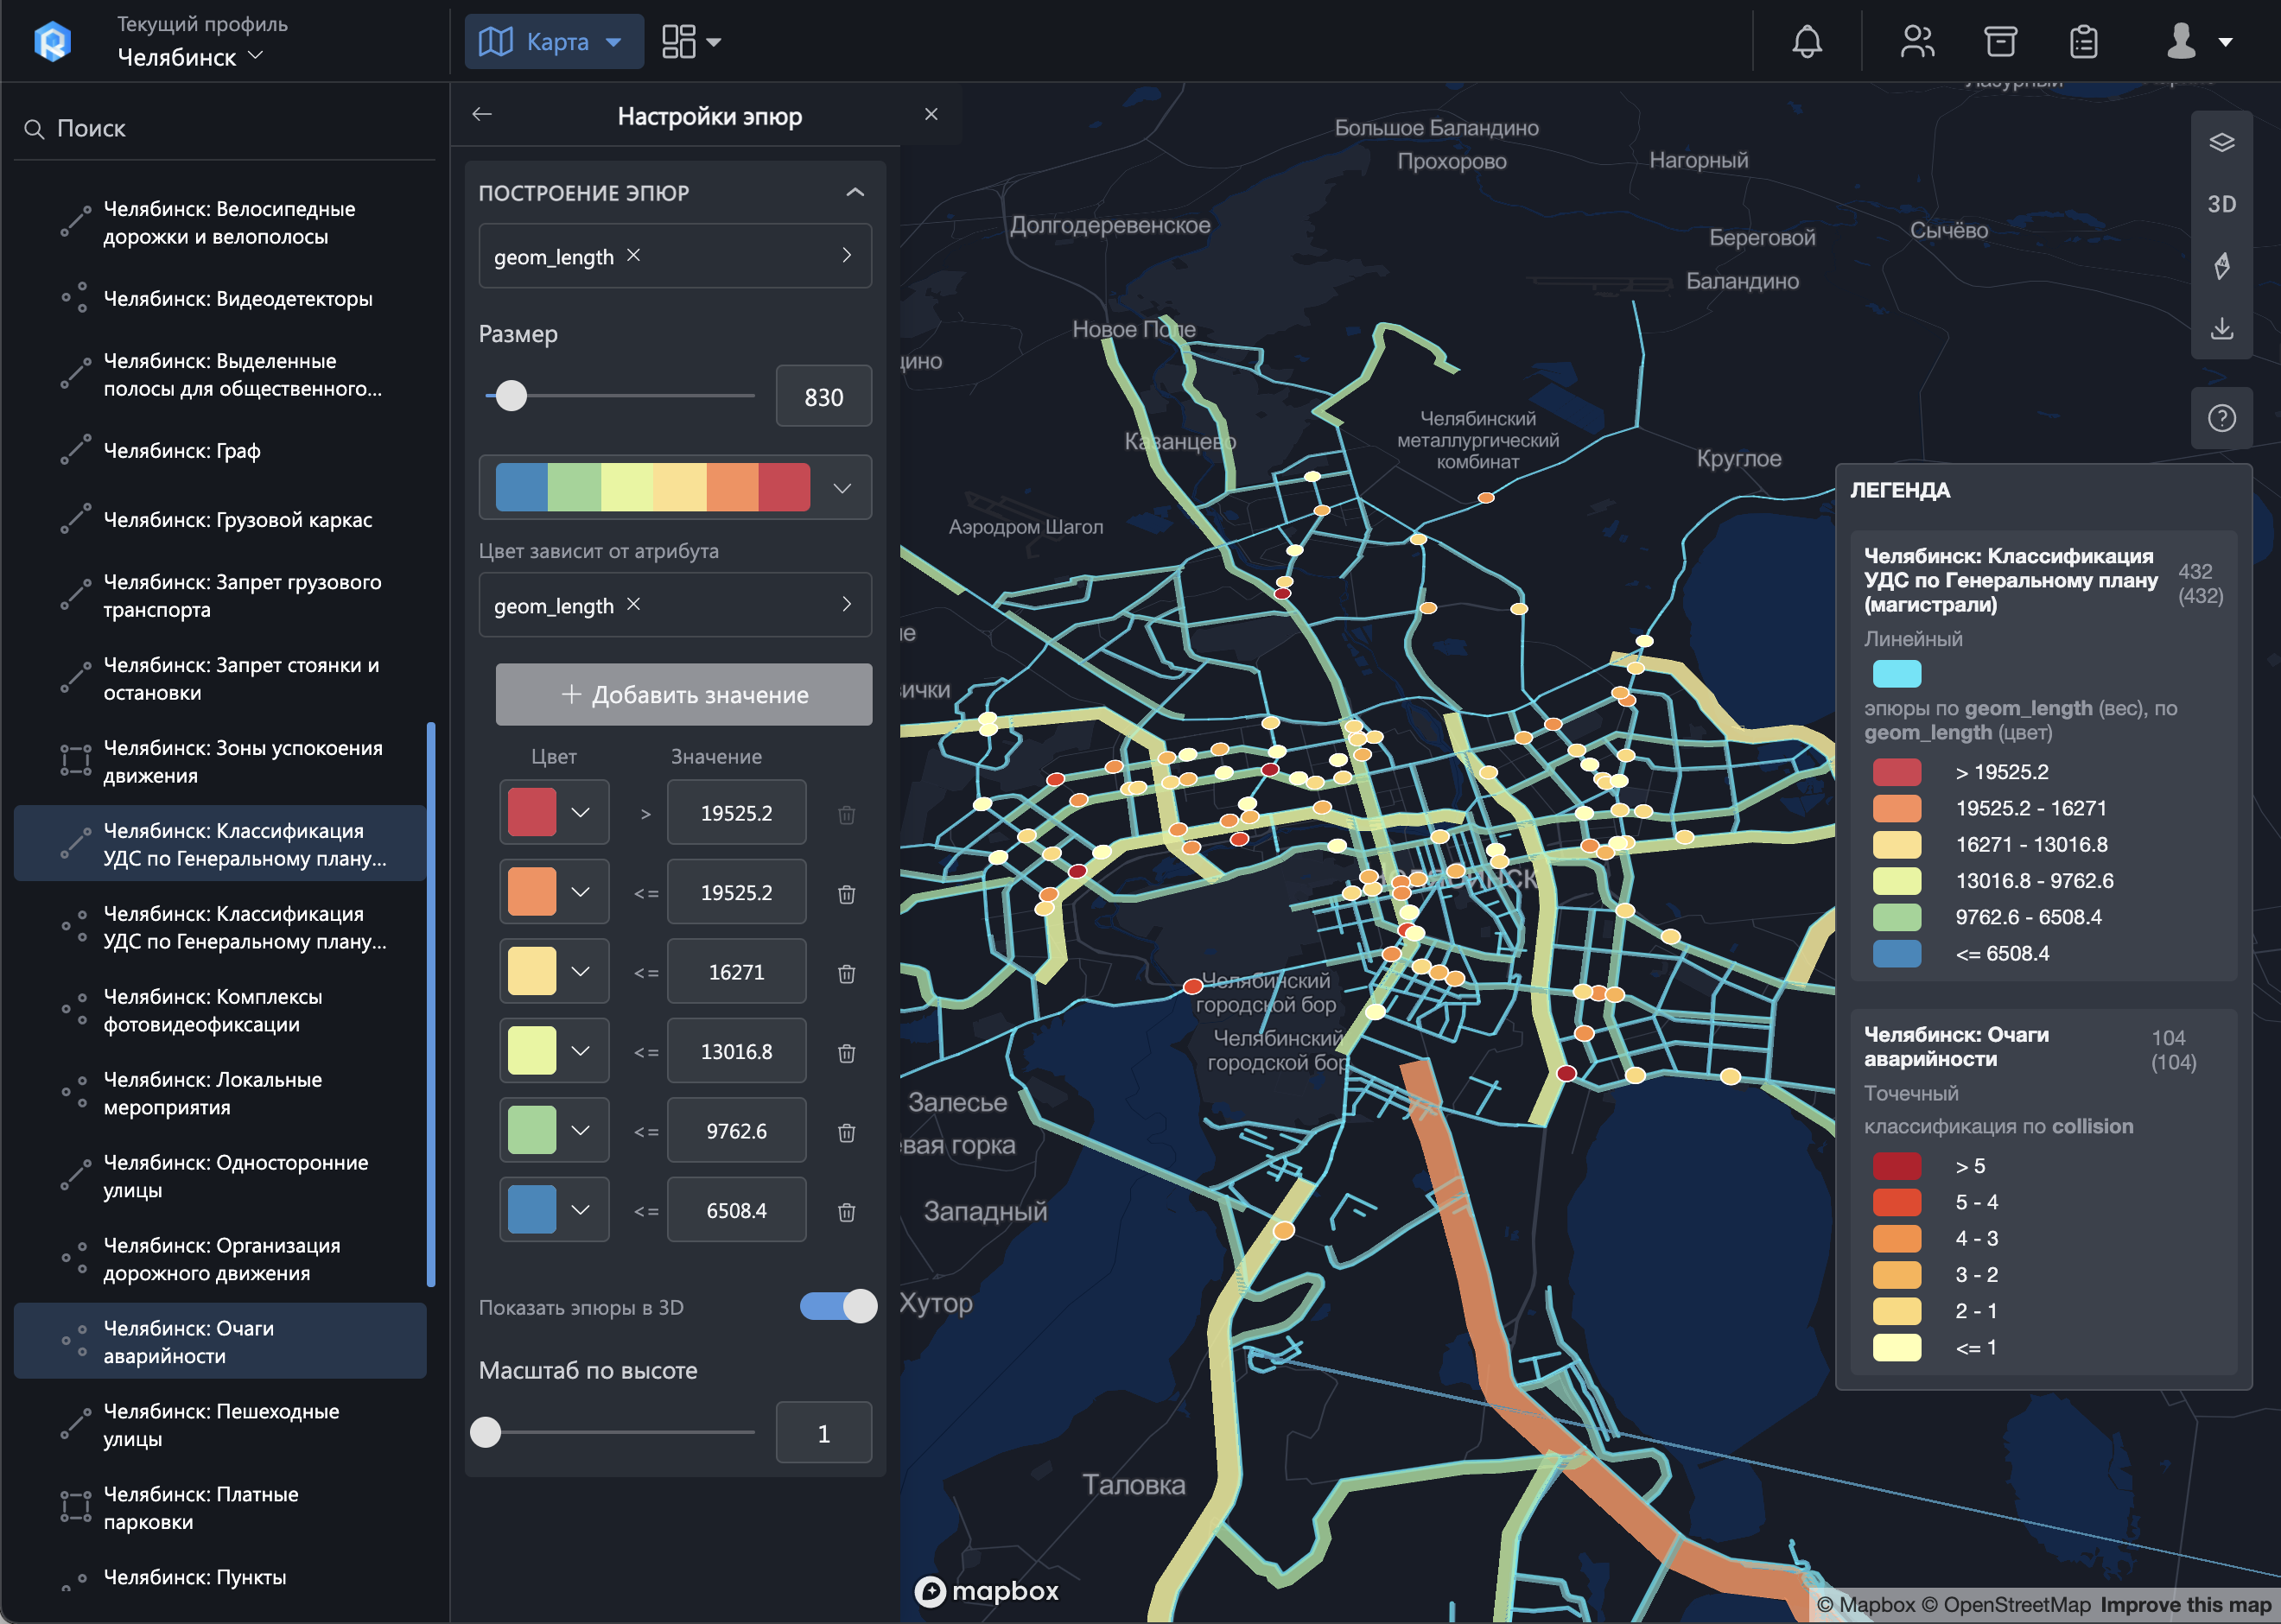 Текущий профиль
Челябинск
Карта
Поиск
Челябинск: Велосипедные
дорожки и велополосы
Челябинск: Видеодетекторы
Челябинск: Выделенные
полосы для общественного...
Челябинск: Граф
Челябинск: Грузовой каркас
Челябинск: Запрет грузового
транспорта
Челябинск: Запрет стоянки и
остановки
Челябинск: Зоны успокоения
движения
Челябинск: Классификация
УДС по Генеральному плану...
Челябинск: Классификация
УДС по Генеральному плану...
Челябинск: Комплексы
фотовидеофиксации
Челябинск: Локальные
мероприятия
Челябинск: Односторонние
улицы
Челябинск: Организация
дорожного движения
Челябинск: Очаги
аварийности
Челябинск: Пешеходные
улицы
Челябинск: Платные
парковки
Челябинск: Пункты
Настройки эпюр
ПОСТРОЕНИЕ ЭПЮР
geom_length
Размер
830
Цвет зависит от атрибута
geom_length
+ Добавить значение
Цвет Значение
> 19525.2
<= 19525.2
<= 16271
<= 13016.8
<= 9762.6
<= 6508.4
Показать эпюры в 3D
Масштаб по высоте
1
Большое Баландино
Прохорово
Нагорный
Долгодеревенское
Береговой
Сычёво
Баландино
Новое Поле
Казанцево
Челябинский
металлургический
комбинат
Круглое
Аэродром Шагол
Челябинский
городской бор
Челябинский
городской бор
Залесье
Западный
Хутор
Таловка
3D
ЛЕГЕНДА
Челябинск: Классификация
УДС по Генеральному плану
(магистрали)
432
(432)
Линейный
эпюры по geom_length (вес), по
geom_length (цвет)
> 19525.2
19525.2 - 16271
16271 - 13016.8
13016.8 - 9762.6
9762.6 - 6508.4
<= 6508.4
Челябинск: Очаги
аварийности
104
(104)
Точечный
классификация по collision
> 5
5 - 4
4 - 3
3 - 2
2 - 1
<= 1
mapbox
© Mapbox © OpenStreetMap Improve this map